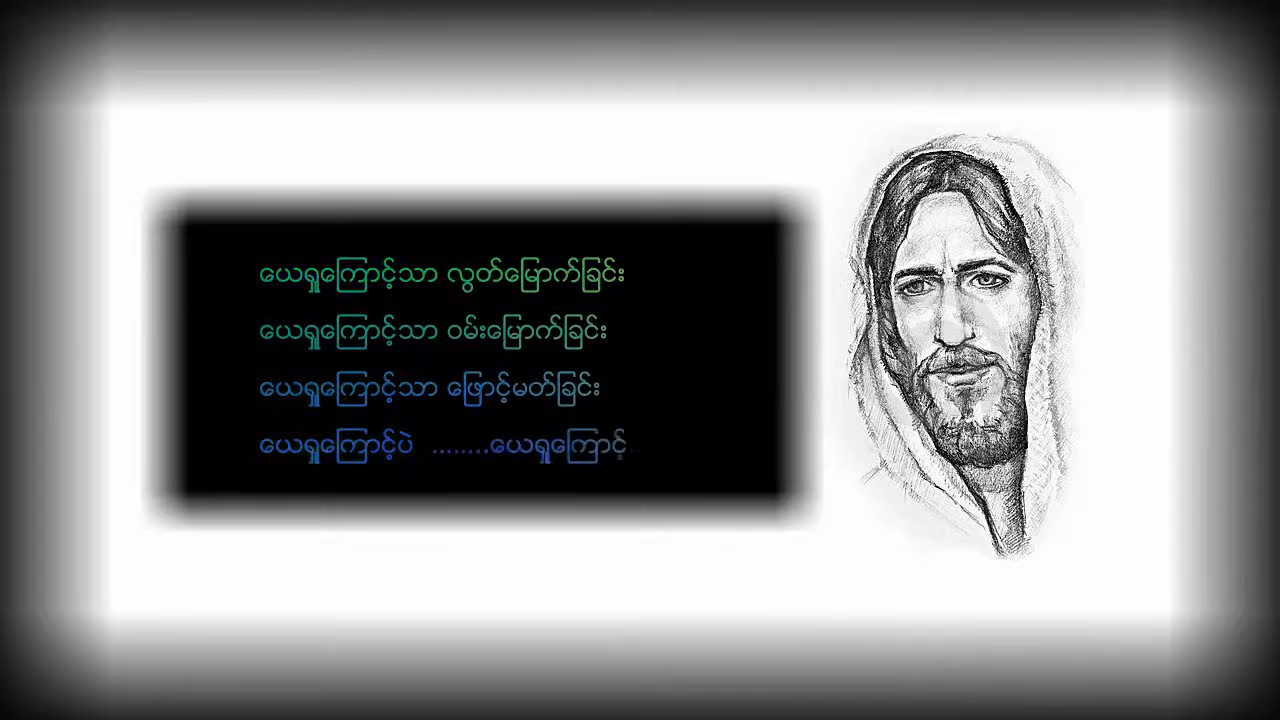 ယေရှုကြောင့်သာ လွတ်မြောက်ခြင်း
ယေရှုကြောင့်သာ ဝမ်းမြောက်ခြင်း
ယေရှုကြောင့်သာ ဖြောင့်မတ်ခြင်း
ယေရှုကြောင့်ပဲ ........ယေရှုကြောင့်..